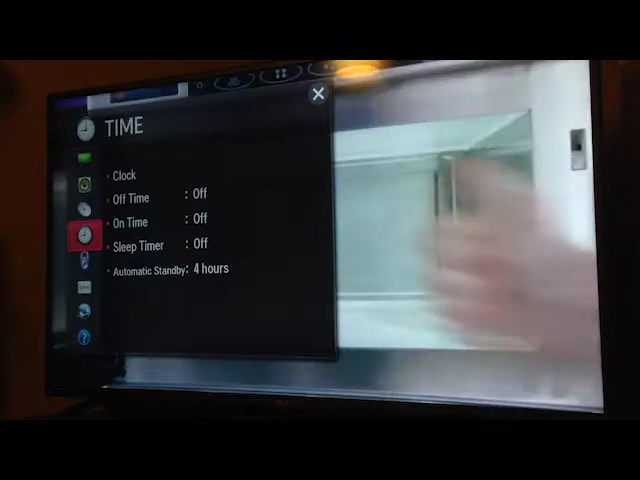 TIME
Clock
Off Time : Off
On Time : Off
Sleep Timer : Off
Automatic Standby: 4 hours
?